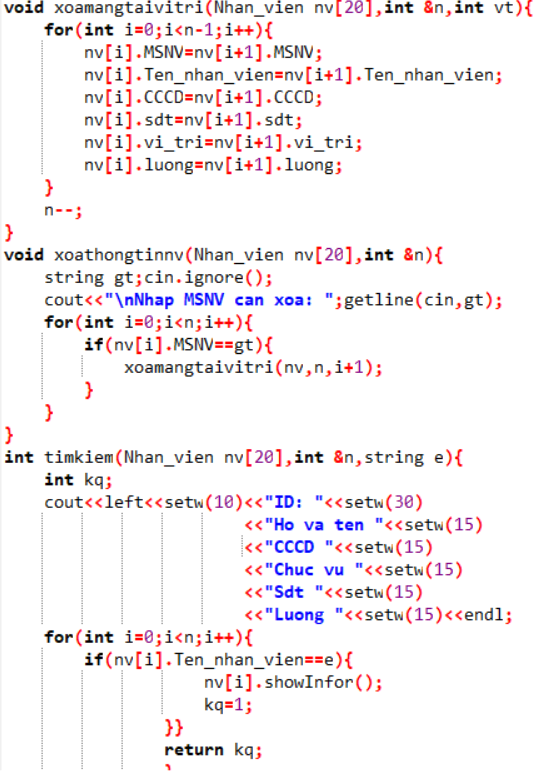 void xoamangtaivitri(Nhan_vien nv[20],int &n,int vt){
    for(int i=0;i<n-1;i++){
        nv[i].MSNV=nv[i+1].MSNV;
        nv[i].Ten_nhan_vien=nv[i+1].Ten_nhan_vien;
        nv[i].CCCD=nv[i+1].CCCD;
        nv[i].sdt=nv[i+1].sdt;
        nv[i].vi_tri=nv[i+1].vi_tri;
        nv[i].luong=nv[i+1].luong;
    }
    n--;
}
void xoathongtinnv(Nhan_vien nv[20],int &n){
    string gt;cin.ignore();
    cout<<"\nNhap MSNV can xoa: ";getline(cin,gt);
    for(int i=0;i<n;i++){
        if(nv[i].MSNV==gt){
            xoamangtaivitri(nv,n,i+1);
        }
    }
}
int timkiem(Nhan_vien nv[20],int &n,string e){
    int kq;
    cout<<left<<setw(10)<<"ID: "<<setw(30)
                        <<"Ho va ten "<<setw(15)
                        <<"CCCD "<<setw(15)
                        <<"Chuc vu "<<setw(15)
                        <<"Sdt "<<setw(15)
                        <<"Luong "<<setw(15)<<endl;
    for(int i=0;i<n;i++){
        if(nv[i].Ten_nhan_vien==e){
                    nv[i].showInfor();
                    kq=1;
                }}
                return kq;
                }